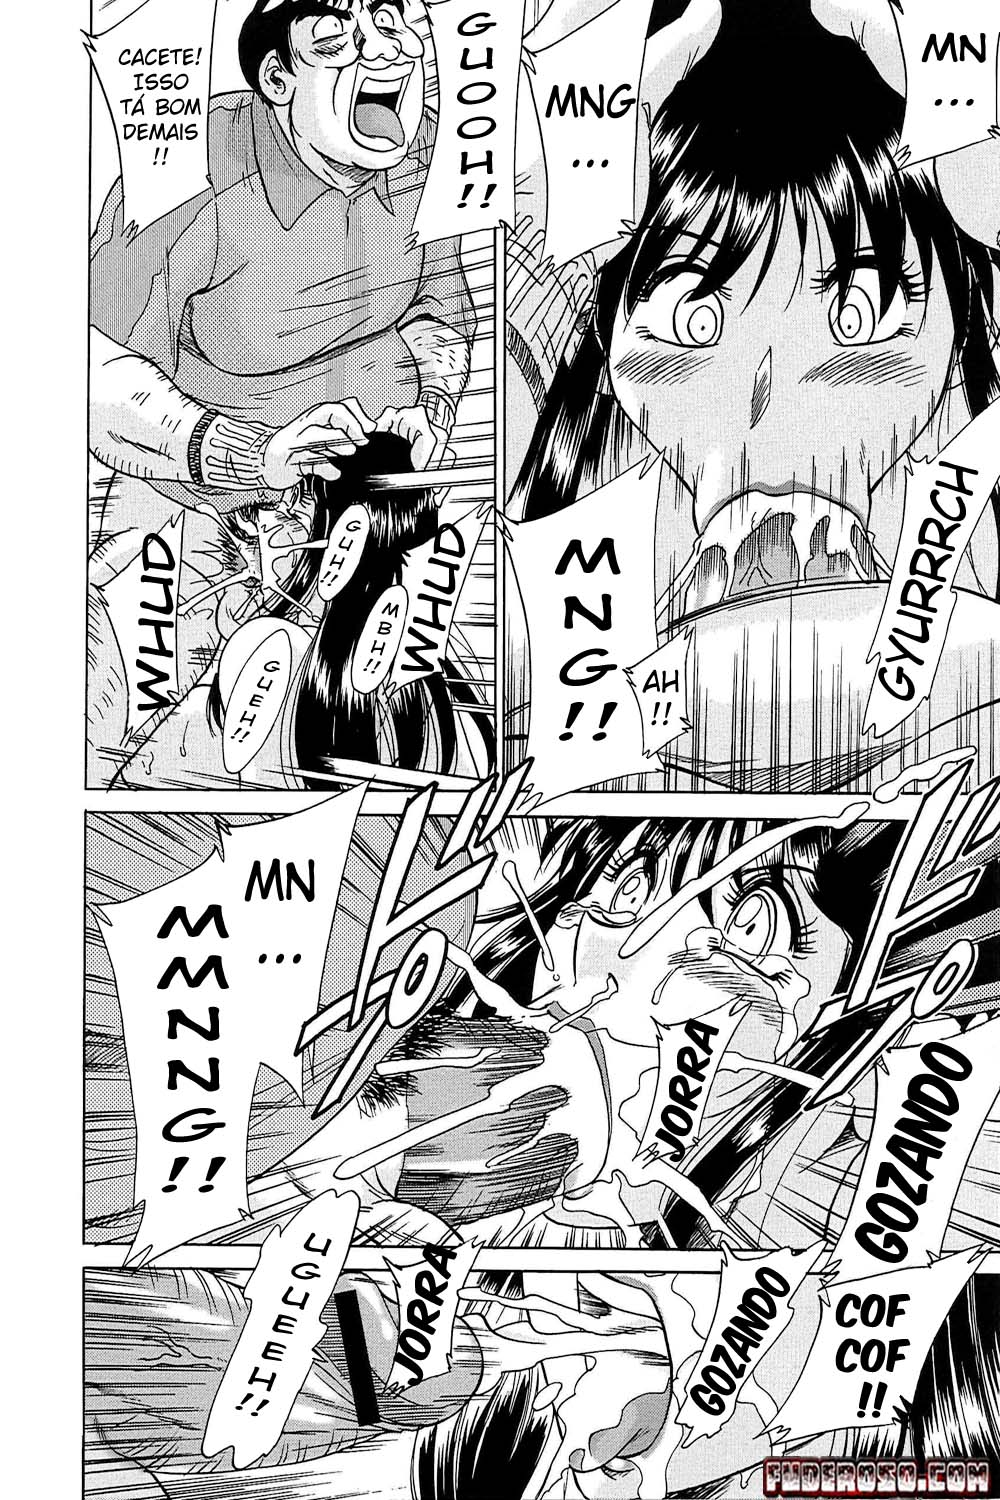 MN
...
MNG
...
GYURRRCH
MNG!!
AH
!!
GUOOH!!
CACETE!
ISSO
TÁ BOM
DEMAIS
!!
WHUD
GUH!!
MBH!!
WHUD
GUEH!!
MN
...
MMNNG!!
JORRA
GOZANDO
COF
COF
!!
GOZANDO
JORRA
UGUEEH!!
FUDEROSO.COM